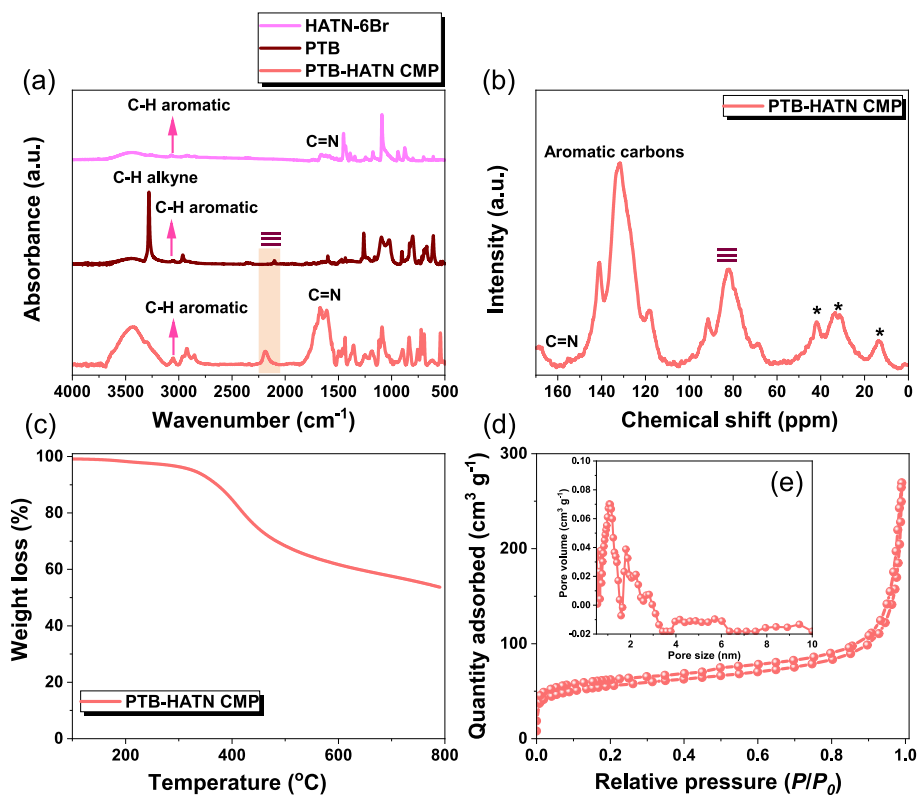 HATN-6Br
PTB
PTB-HATN CMP
(a)
C-H aromatic
C=N
C-H alkyne
C-H aromatic
C-H aromatic
C=N
Absorbance (a.u.)
4000 3500 3000 2500 2000 1500 1000 500
Wavenumber (cm⁻¹)
(b)
PTB-HATN CMP
Aromatic carbons
C=N
* * *
Intensity (a.u.)
160 140 120 100 80 60 40 20 0
Chemical shift (ppm)
(c)
100
80
60
40
20
0
Weight loss (%)
PTB-HATN CMP
200 400 600 800
Temperature (°C)
(d)
300
200
100
0
Quantity adsorbed (cm³ g⁻¹)
0.0 0.2 0.4 0.6 0.8 1.0
Relative pressure (P/P₀)
(e)
0.10
0.08
0.06
0.04
0.02
0.00
-0.02
Pore volume (cm³ g⁻¹)
2 4 6 8 10
Pore size (nm)